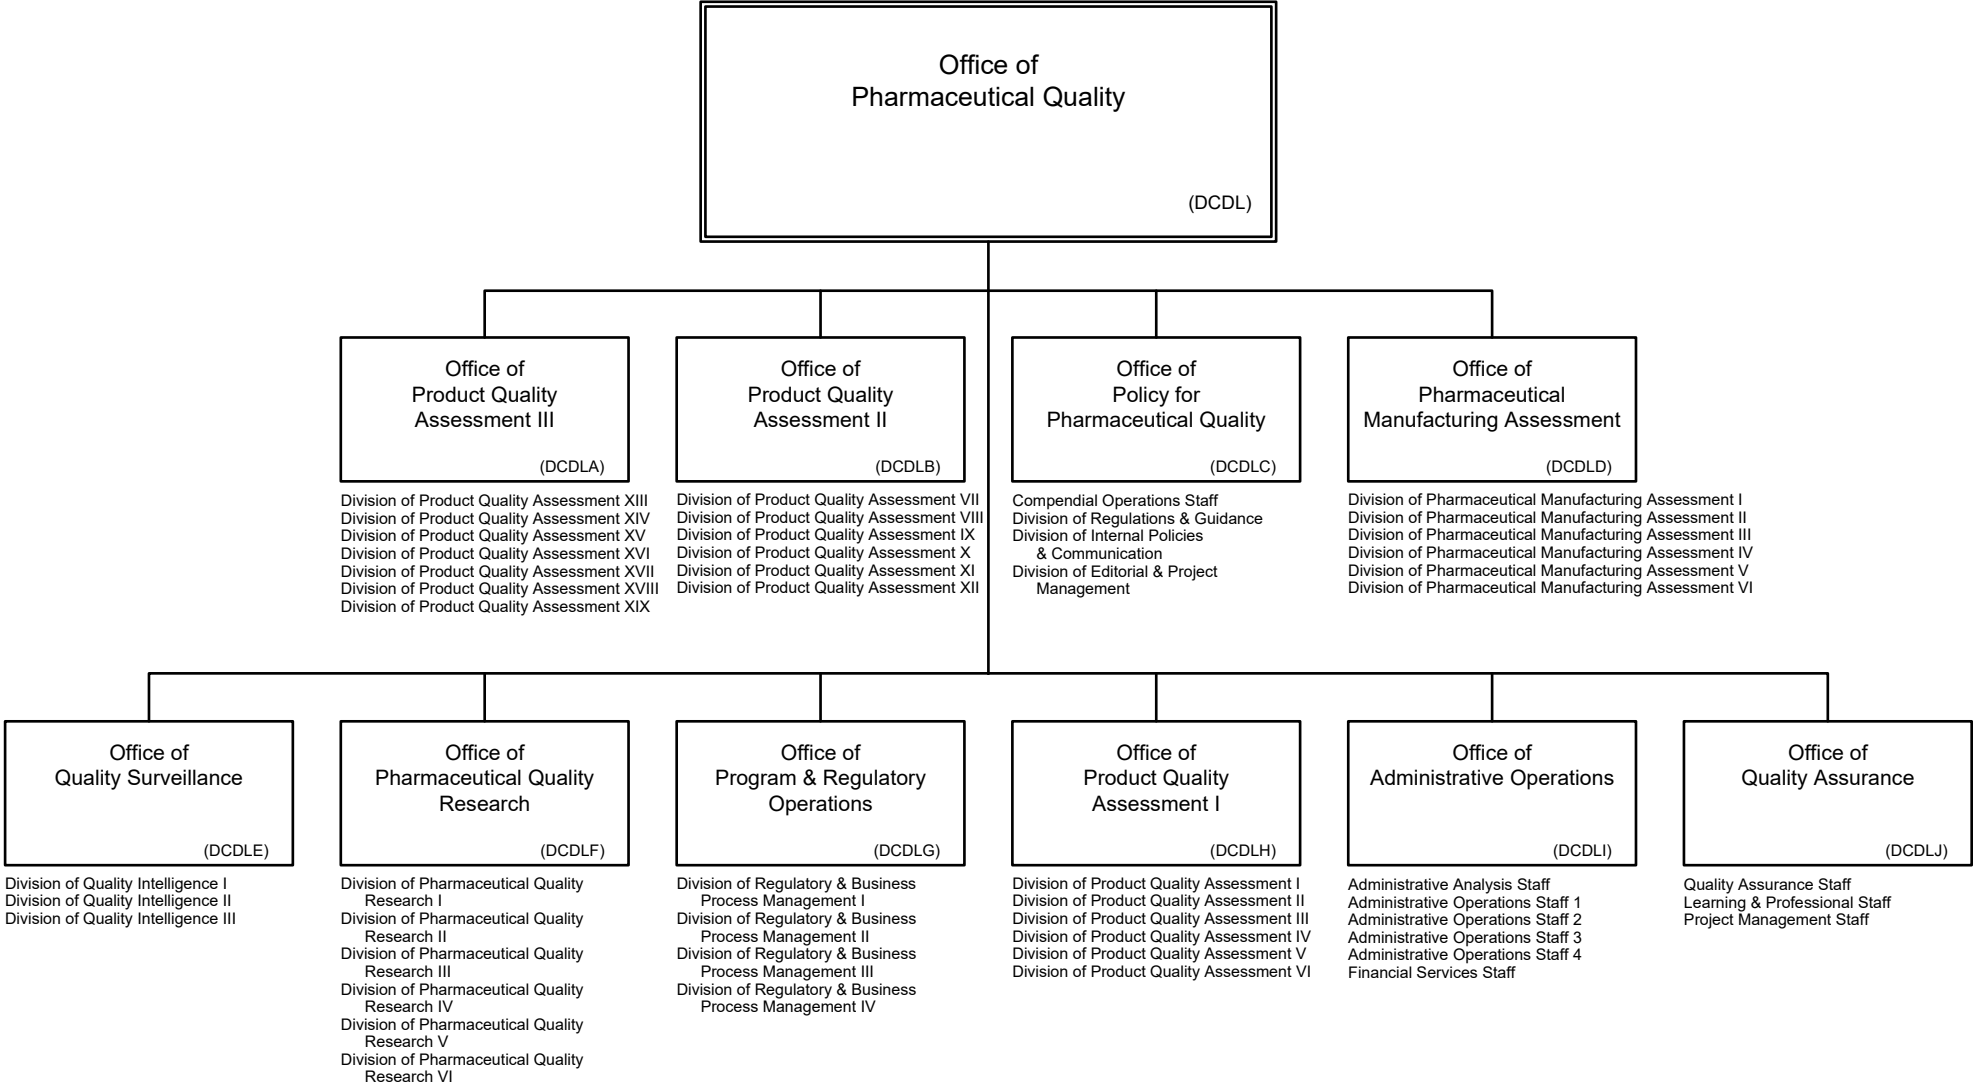 Office of
Pharmaceutical Quality
(DCDL)
Office of
Product Quality
Assessment III
(DCDLA)
Division of Product Quality Assessment XIII
Division of Product Quality Assessment XIV
Division of Product Quality Assessment XV
Division of Product Quality Assessment XVI
Division of Product Quality Assessment XVII
Division of Product Quality Assessment XVIII
Division of Product Quality Assessment XIX
Office of
Product Quality
Assessment II
(DCDLB)
Division of Product Quality Assessment VII
Division of Product Quality Assessment VIII
Division of Product Quality Assessment IX
Division of Product Quality Assessment X
Division of Product Quality Assessment XI
Division of Product Quality Assessment XII
Office of
Policy for
Pharmaceutical Quality
(DCDLC)
Compendial Operations Staff
Division of Regulations & Guidance
Division of Internal Policies
& Communication
Division of Editorial & Project
Management
Office of
Pharmaceutical
Manufacturing Assessment
(DCDLD)
Division of Pharmaceutical Manufacturing Assessment I
Division of Pharmaceutical Manufacturing Assessment II
Division of Pharmaceutical Manufacturing Assessment III
Division of Pharmaceutical Manufacturing Assessment IV
Division of Pharmaceutical Manufacturing Assessment V
Division of Pharmaceutical Manufacturing Assessment VI
Office of
Quality Surveillance
(DCDLE)
Division of Quality Intelligence I
Division of Quality Intelligence II
Division of Quality Intelligence III
Office of
Pharmaceutical Quality
Research
(DCDLF)
Division of Pharmaceutical Quality
Research I
Division of Pharmaceutical Quality
Research II
Division of Pharmaceutical Quality
Research III
Division of Pharmaceutical Quality
Research IV
Division of Pharmaceutical Quality
Research V
Division of Pharmaceutical Quality
Research VI
Office of
Program & Regulatory
Operations
(DCDLG)
Division of Regulatory & Business
Process Management I
Division of Regulatory & Business
Process Management II
Division of Regulatory & Business
Process Management III
Division of Regulatory & Business
Process Management IV
Office of
Product Quality
Assessment I
(DCDLH)
Division of Product Quality Assessment I
Division of Product Quality Assessment II
Division of Product Quality Assessment III
Division of Product Quality Assessment IV
Division of Product Quality Assessment V
Division of Product Quality Assessment VI
Office of
Administrative Operations
(DCDLI)
Administrative Analysis Staff
Administrative Operations Staff 1
Administrative Operations Staff 2
Administrative Operations Staff 3
Administrative Operations Staff 4
Financial Services Staff
Office of
Quality Assurance
(DCDLJ)
Quality Assurance Staff
Learning & Professional Staff
Project Management Staff